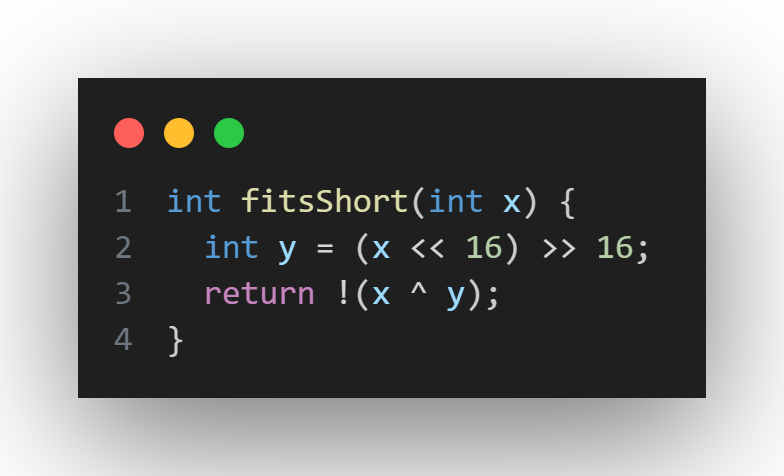 1 int fitsShort(int x) {
2   int y = (x << 16) >> 16;
3   return !(x ^ y);
4 }